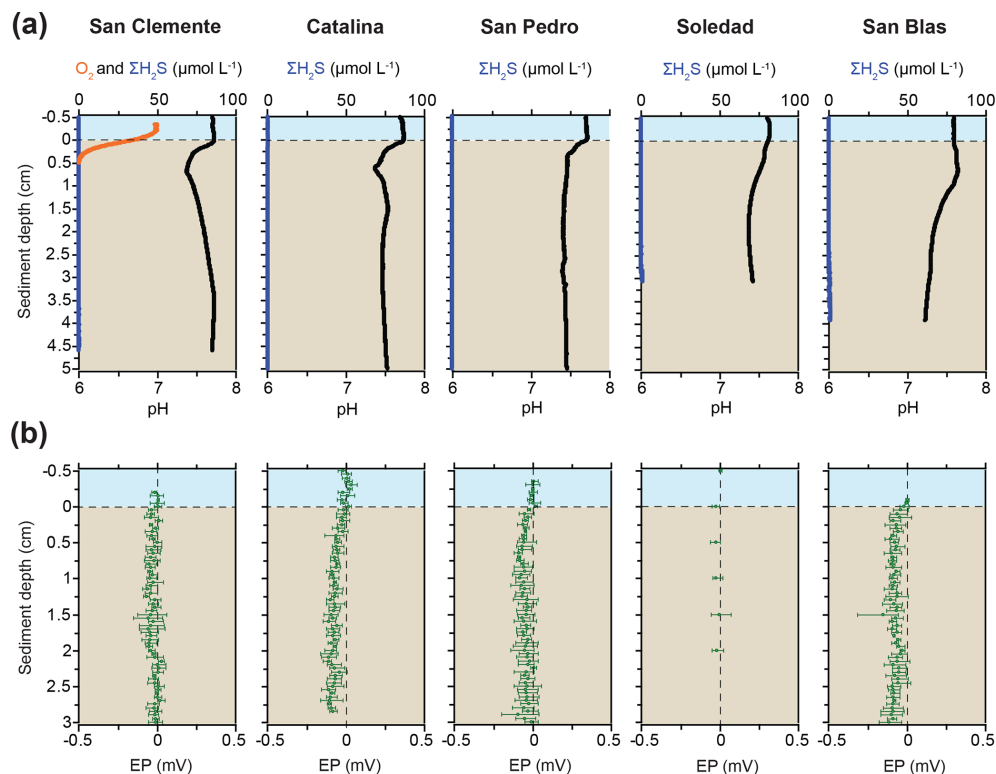 (a) San Clemente Catalina San Pedro Soledad San Blas
O₂ and ΣH₂S (µmol L⁻¹) ΣH₂S (µmol L⁻¹) ΣH₂S (µmol L⁻¹) ΣH₂S (µmol L⁻¹) ΣH₂S (µmol L⁻¹)
0 50 100 0 50 100 0 50 100 0 50 100 0 50 100
-0.5
0
0.5
1
1.5
2
2.5
3
3.5
4
4.5
5
Sediment depth (cm)
6 7 8 6 7 8 6 7 8 6 7 8 6 7 8
pH pH pH pH pH
(b)
-0.5
0
0.5
1
1.5
2
2.5
3
Sediment depth (cm)
-0.5 0 0.5 0 0.5 0 0.5 -0.5 0 0.5 -0.5 0 0.5
EP (mV) EP (mV) EP (mV) EP (mV) EP (mV)